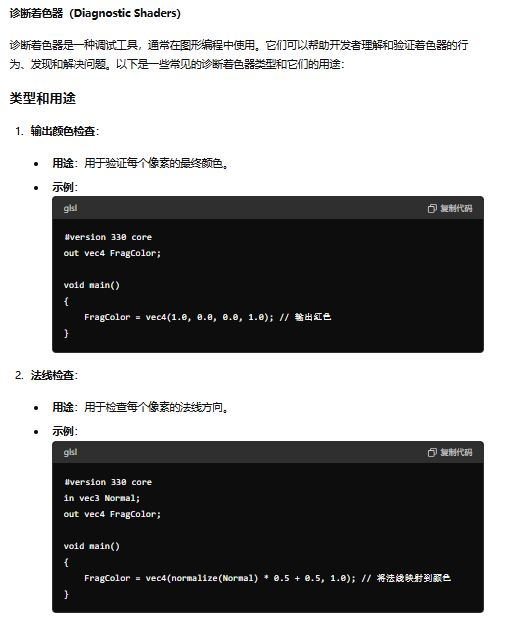 诊断着色器（Diagnostic Shaders）
诊断着色器是一种调试工具，通常在图形编程中使用。它们可以帮助开发者理解和验证着色器的行
为、发现和解决问题。以下是一些常见的诊断着色器类型和它们的用途：
类型和用途
1. 输出颜色检查：
• 用途：用于验证每个像素的最终颜色。
• 示例：
glsl 复制代码
#version 330 core
out vec4 FragColor;
void main()
{
    FragColor = vec4(1.0, 0.0, 0.0, 1.0); // 输出红色
}
2. 法线检查：
• 用途：用于检查每个像素的法线方向。
• 示例：
glsl 复制代码
#version 330 core
in vec3 Normal;
out vec4 FragColor;
void main()
{
    FragColor = vec4(normalize(Normal) * 0.5 + 0.5, 1.0); // 将法线映射到颜色
}